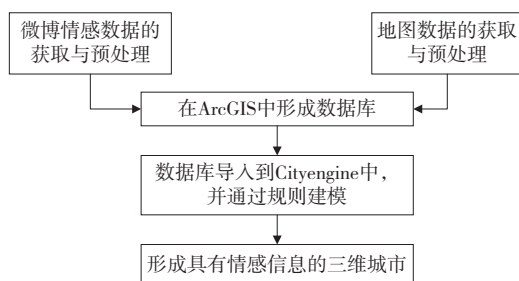 微博情感数据的
获取与预处理
地图数据的获取
与预处理
在ArcGIS中形成数据库
数据库导入到Cityengine中，
并通过规则建模
形成具有情感信息的三维城市